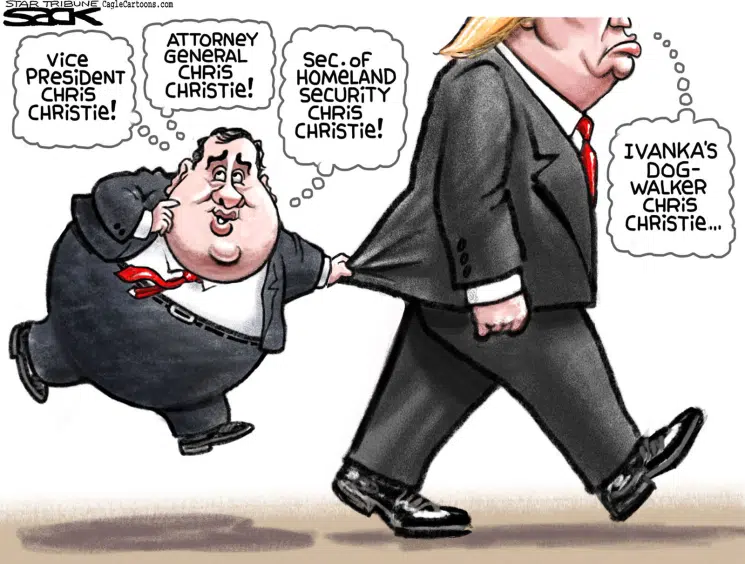 STAR TRIBUNE CagleCartoons.com
SACK
Vice
PRESIDENT
CHRIS
CHRISTIE!
ATTORNEY
GENERAL
CHRIS
CHRISTIE!
Sec. of
HOMELAND
SECURITY
CHRIS
CHRISTIE!
IVANKA'S
DOG-
WALKER
CHRIS
CHRISTIE...